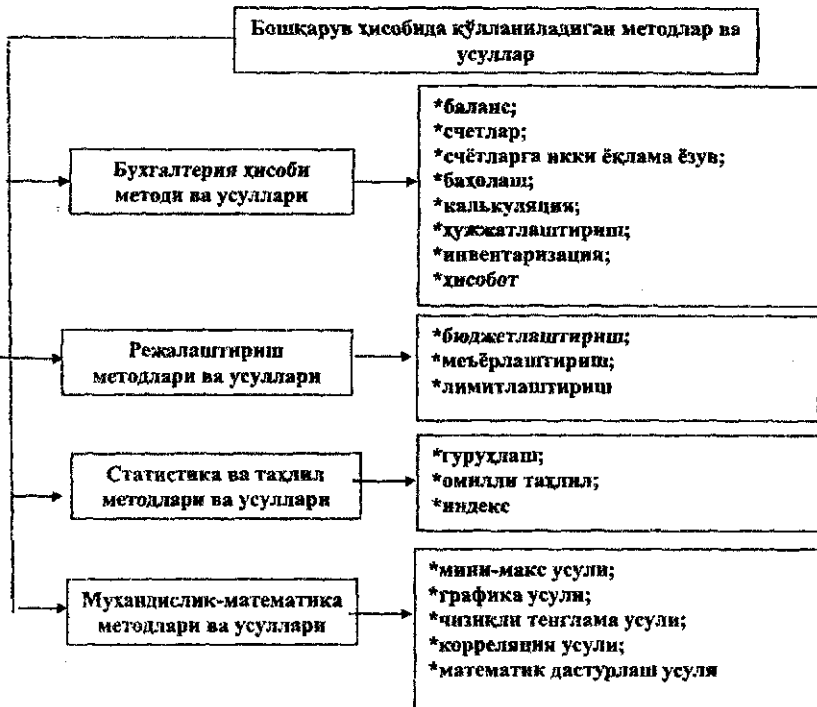 Бошқарув ҳисобида қўлланиладиган методлар ва
усуллар
Бухгалтерия ҳисоби
методи ва усуллари
*баланс;
*счетлар;
*счётларга икки ёқлама ёзув;
*баҳолаш;
*калькуляция;
*ҳужжатлаштириш;
*инвентаризация;
*ҳисобот
Режалаштириш
методлари ва усуллари
*бюджетлаштириш;
*меъёрлаштириш;
*лимитлаштириш
Статистика ва таҳлил
методлари ва усуллари
*гуруҳлаш;
*омилли таҳлил;
*индекс
Мухандислик-математика
методлари ва усуллари
*мини-макс усули;
*графика усули;
*чизиқли тенглама усули;
*корреляция усули;
*математик дастурлаш усуля